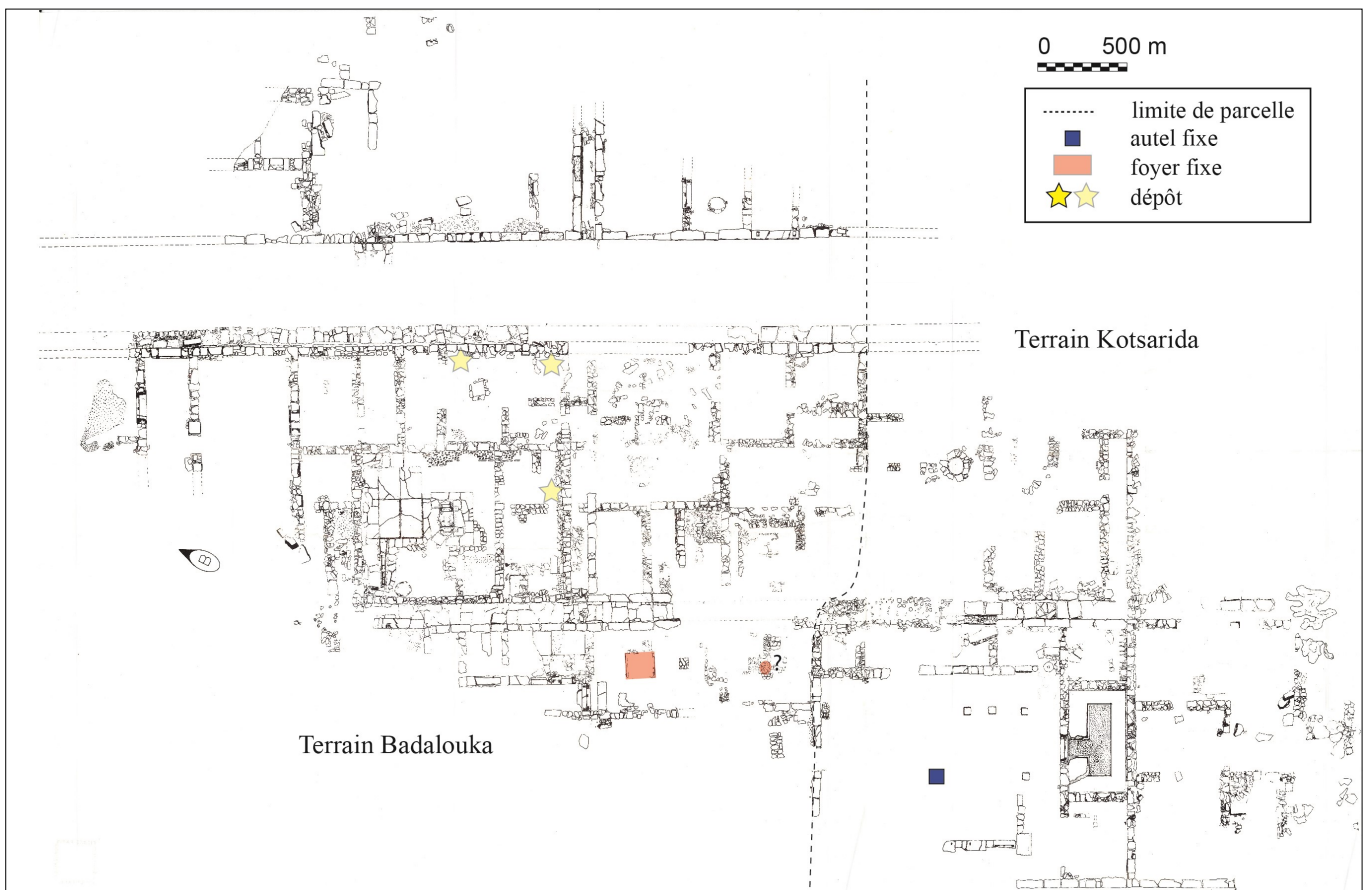 0 500 m
limite de parcelle
autel fixe
foyer fixe
dépôt
Terrain Kotsarida
?
Terrain Badalouka